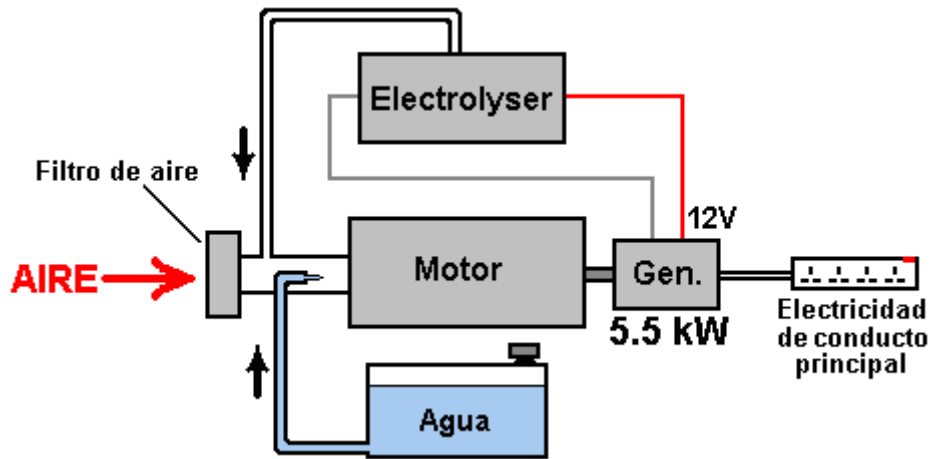 Electrolyser
Filtro de aire
12V
AIRE
Motor
Gen.
5.5 kW
Electricidad
de conducto
principal
Agua